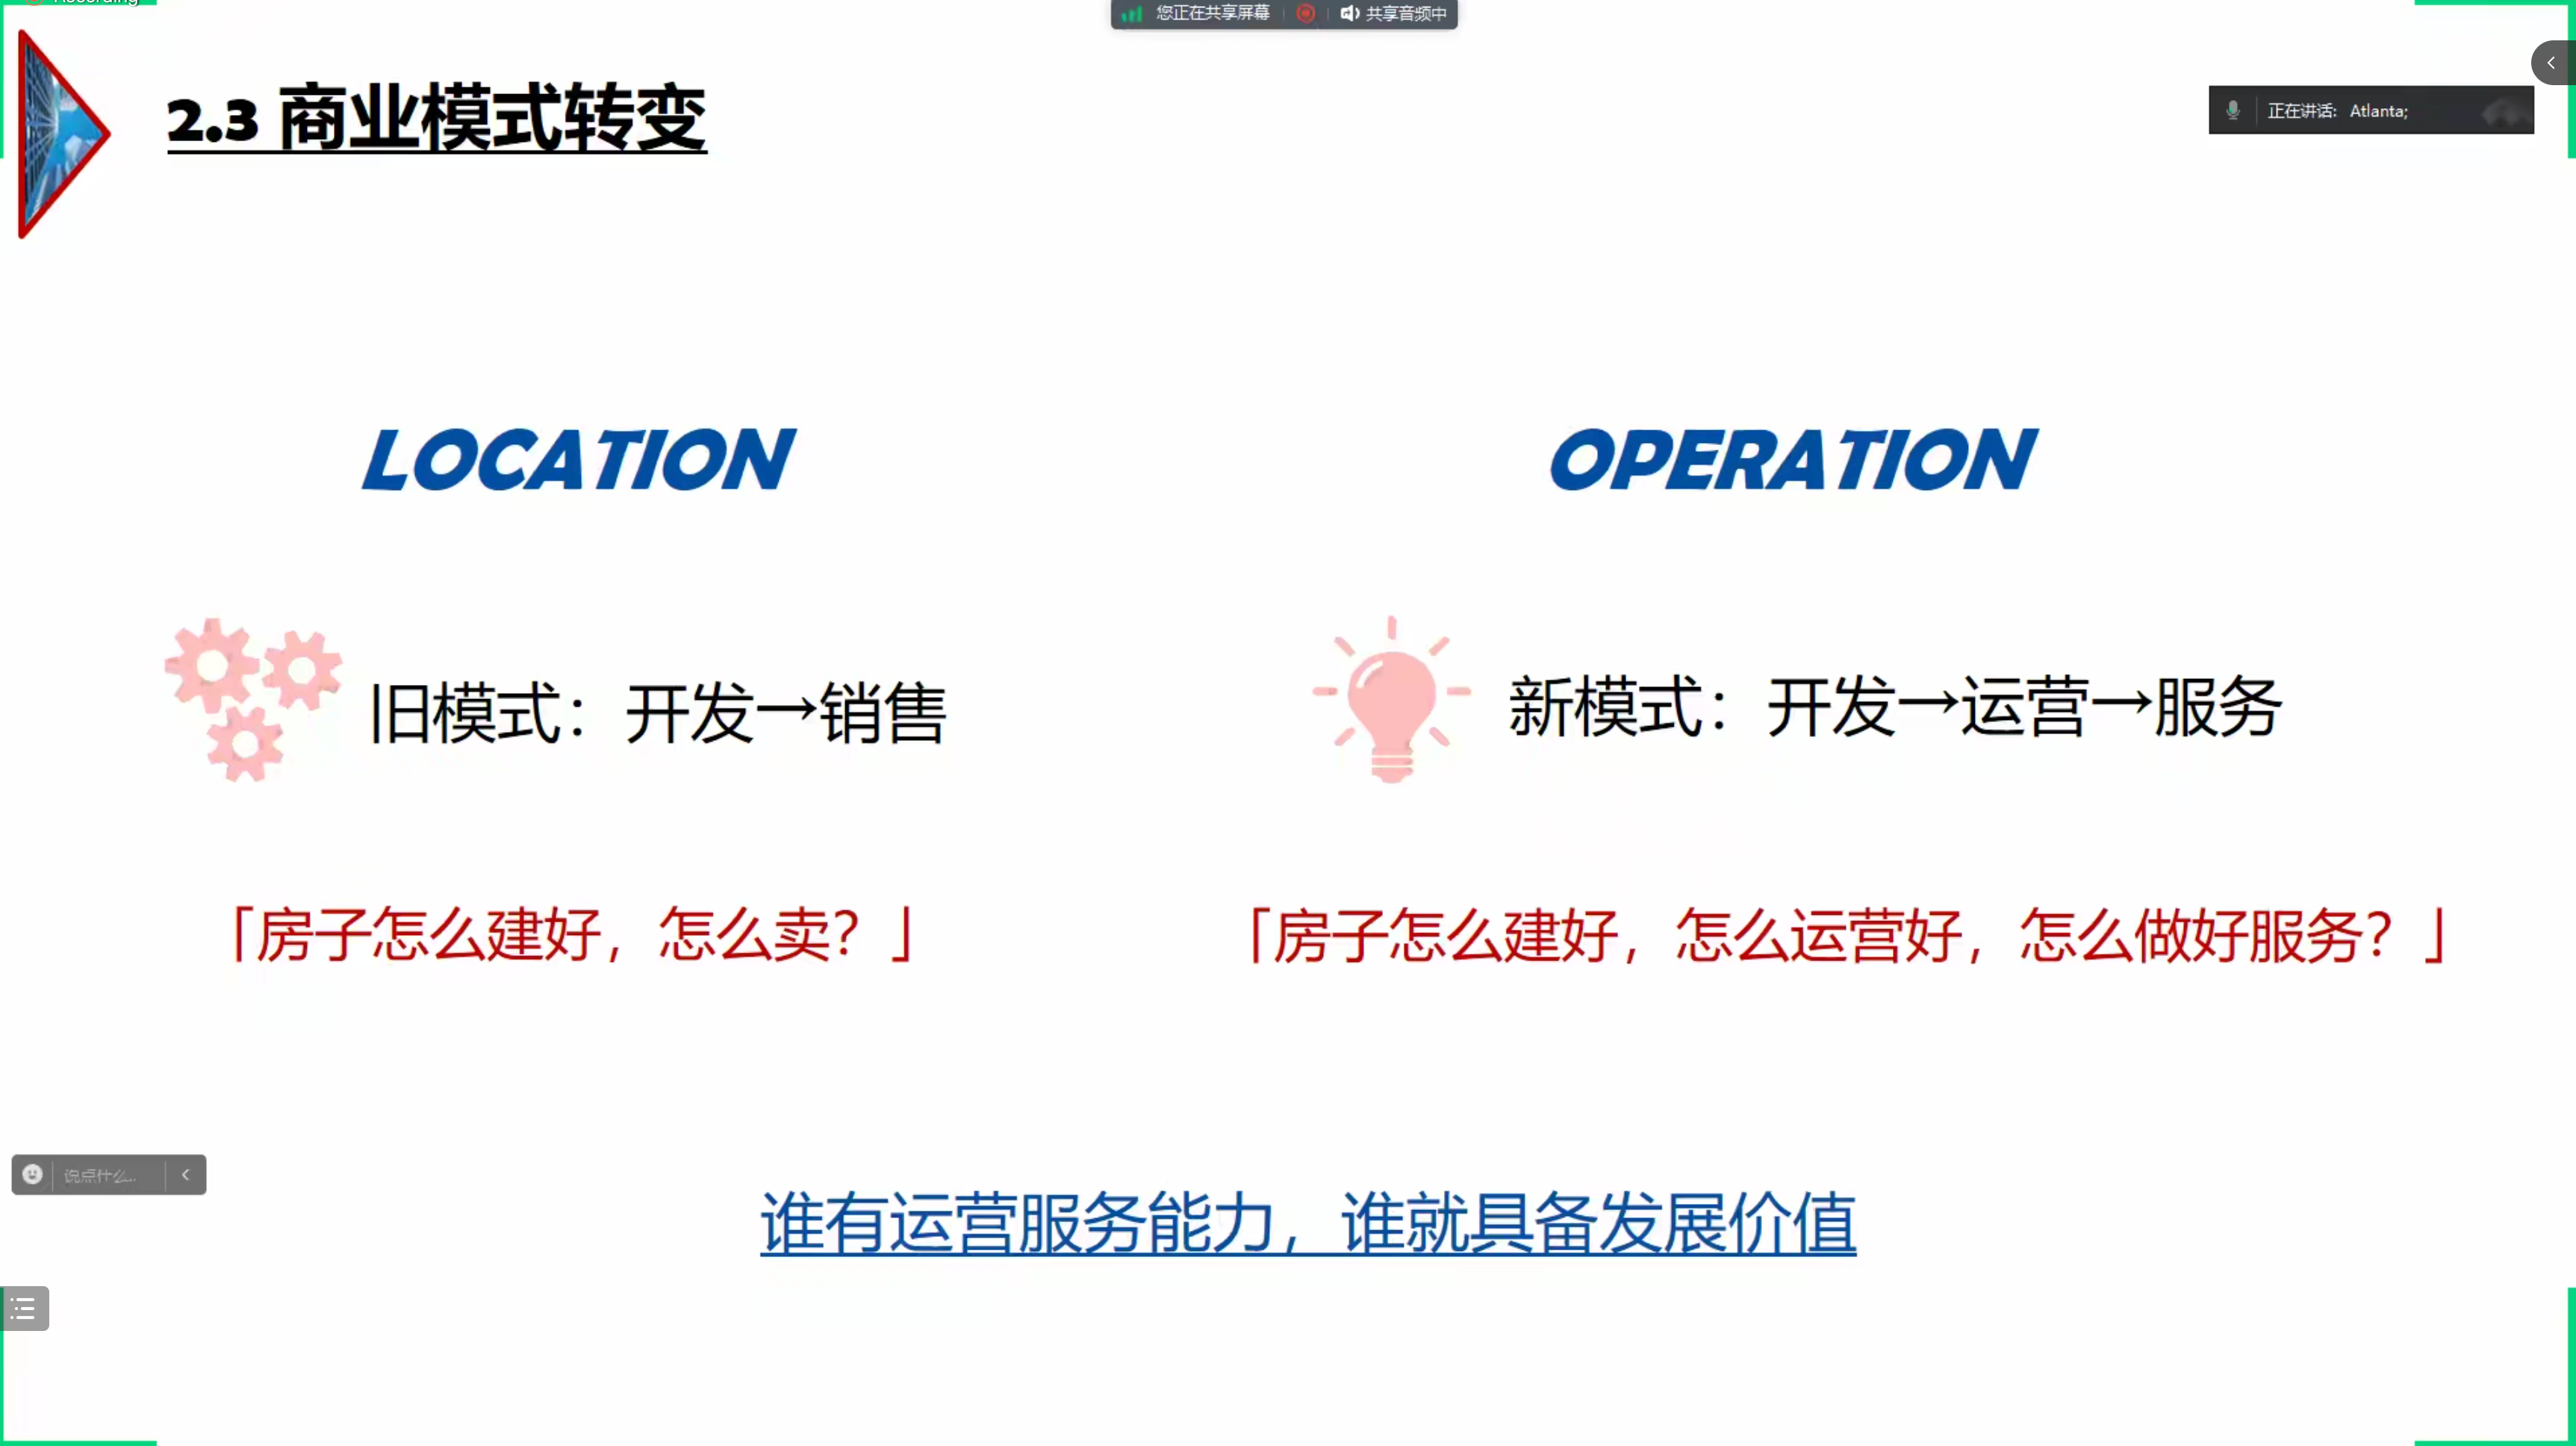 Recording
您正在共享屏幕
共享音频中
2.3 商业模式转变
正在讲话: Atlanta;
LOCATION
OPERATION
旧模式：开发→销售
新模式：开发→运营→服务
「房子怎么建好，怎么卖？」
「房子怎么建好，怎么运营好，怎么做好服务？」
说点什么...
谁有运营服务能力，谁就具备发展价值